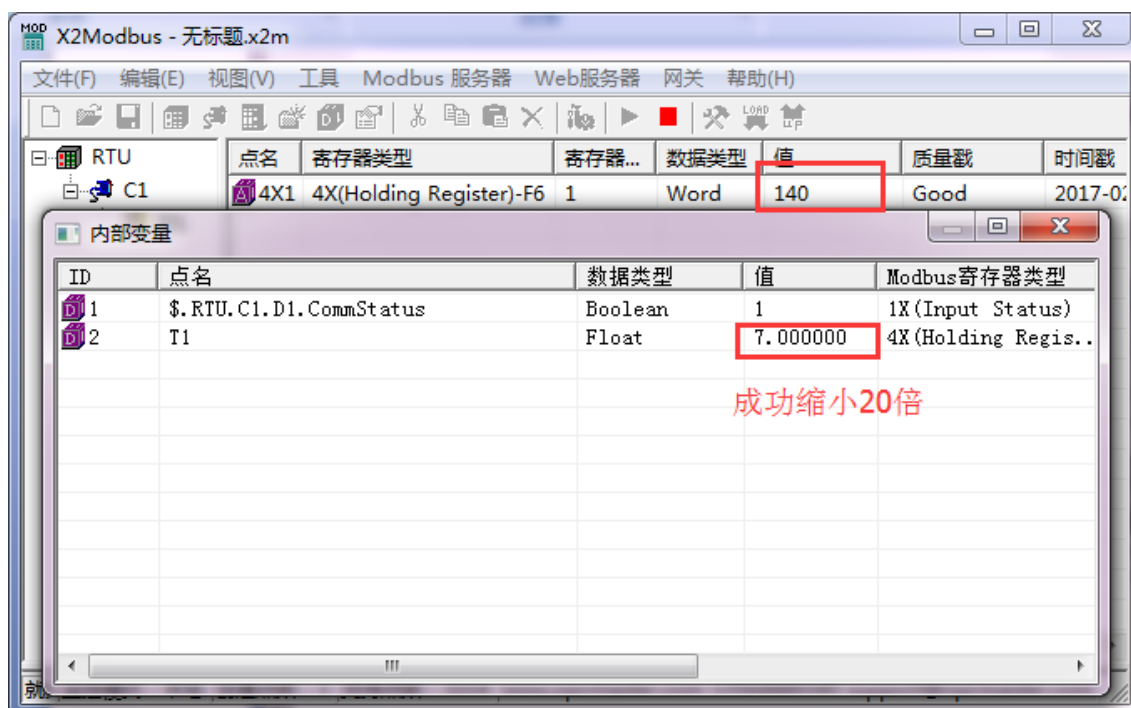 X2Modbus - 无标题.x2m
文件(F) 编辑(E) 视图(V) 工具 Modbus 服务器 Web服务器 网关 帮助(H)
RTU
点名 寄存器类型 寄存器... 数据类型 值 质量戳 时间戳
C1
4X1 4X(Holding Register)-F6 1 Word 140 Good 2017-02
内部变量
ID 点名 数据类型 值 Modbus寄存器类型
1 $.RTU.C1.D1.CommStatus Boolean 1 1X(Input Status)
2 T1 Float 7.000000 4X(Holding Regis..
成功缩小20倍